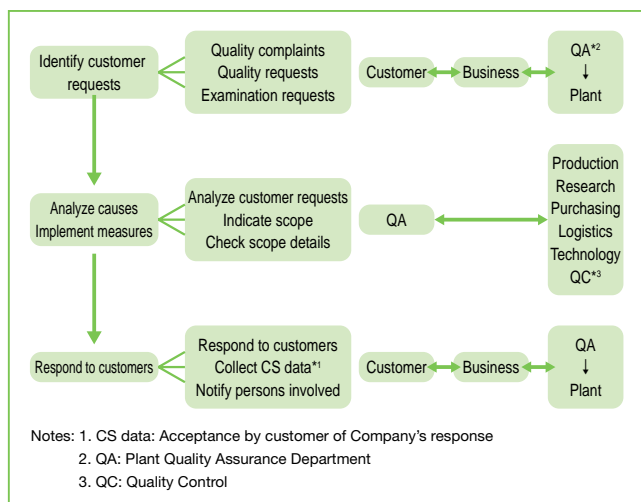 Identify customer
requests
Quality complaints
Quality requests
Examination requests
Customer
Business
QA*2
↓
Plant
Analyze causes
Implement measures
Analyze customer requests
Indicate scope
Check scope details
QA
Production
Research
Purchasing
Logistics
Technology
QC*3
Respond to customers
Respond to customers
Collect CS data*1
Notify persons involved
Customer
Business
QA
↓
Plant
Notes: 1. CS data: Acceptance by customer of Company's response
2. QA: Plant Quality Assurance Department
3. QC: Quality Control